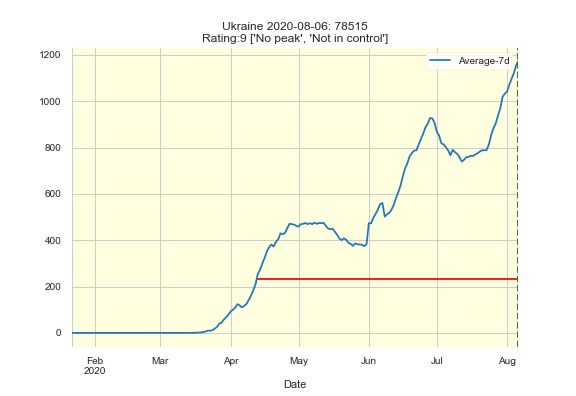 Ukraine 2020-08-06: 78515
Rating:9 ['No peak', 'Not in control']
Average-7d
1200
1000
800
600
400
200
0
Feb Mar Apr May Jun Jul Aug
2020
Date